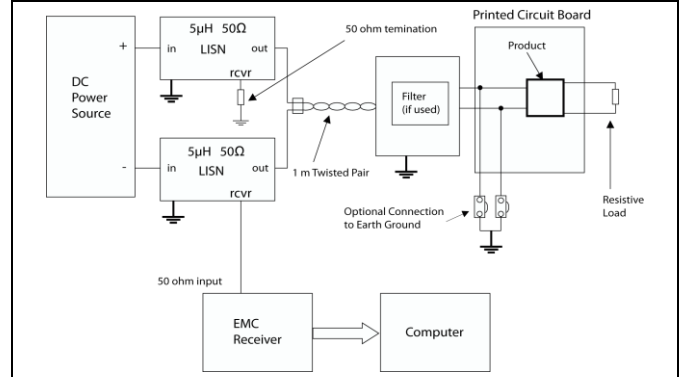 Printed Circuit Board
5µH 50Ω
50 ohm temination
in
out
LISN
rcvr
+
Product
DC
Power
Source
Filter
(if used)
5µH 50Ω
-
in
out
LISN
rcvr
1 m Twisted Pair
Optional Connection
to Earth Ground
Resistive
Load
50 ohm input
EMC
Receiver
Computer